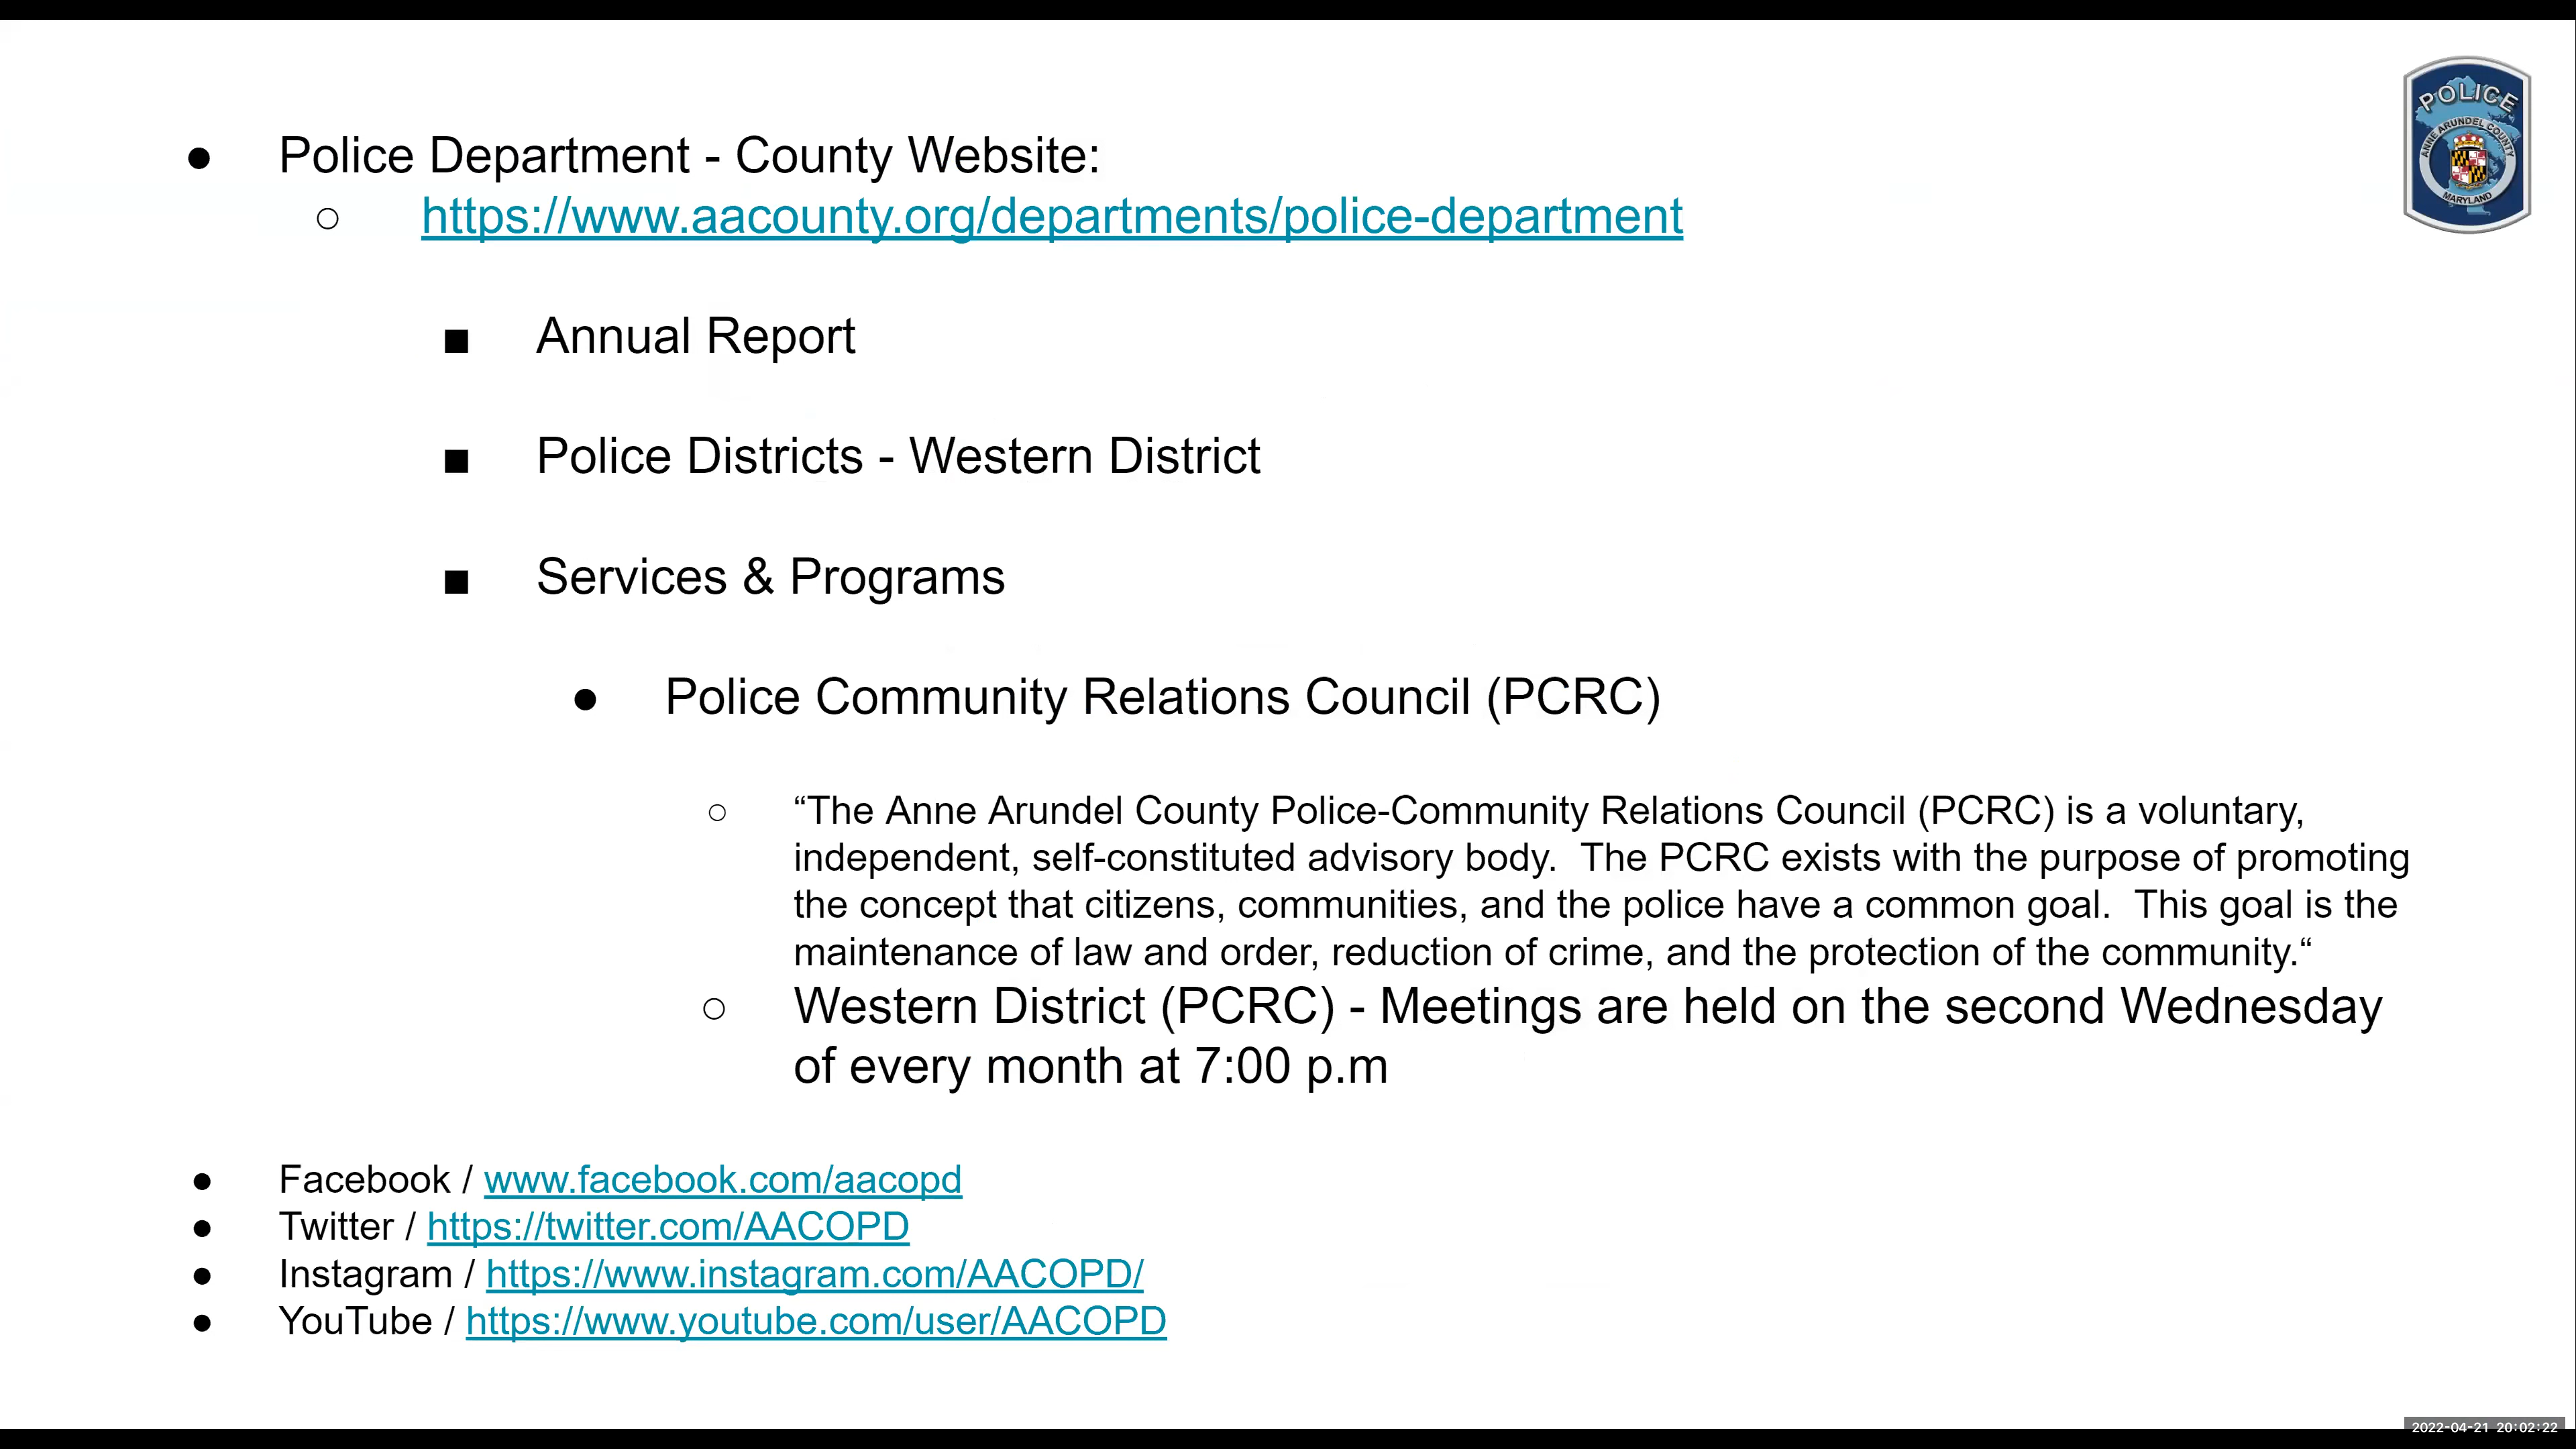 POLICE
ANNE ARUNDEL COUNTY
MARYLAND
● Police Department - County Website:
○ https://www.aacounty.org/departments/police-department
■ Annual Report
■ Police Districts - Western District
■ Services & Programs
● Police Community Relations Council (PCRC)
○ “The Anne Arundel County Police-Community Relations Council (PCRC) is a voluntary,
independent, self-constituted advisory body.  The PCRC exists with the purpose of promoting
the concept that citizens, communities, and the police have a common goal.  This goal is the
maintenance of law and order, reduction of crime, and the protection of the community.“
○ Western District (PCRC) - Meetings are held on the second Wednesday
of every month at 7:00 p.m
● Facebook / www.facebook.com/aacopd
● Twitter / https://twitter.com/AACOPD
● Instagram / https://www.instagram.com/AACOPD/
● YouTube / https://www.youtube.com/user/AACOPD
2022-04-21 20:02:22